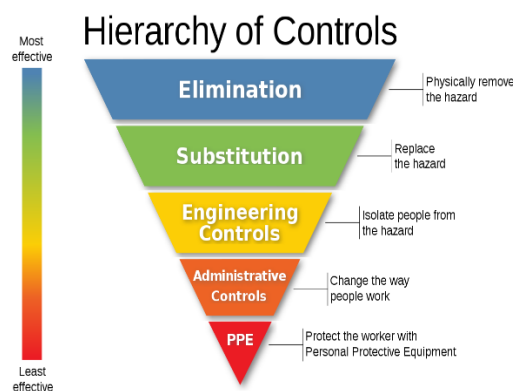 Hierarchy of Controls
Most
effective
Elimination
Physically remove
the hazard
Substitution
Replace
the hazard
Engineering
Controls
Isolate people from
the hazard
Administrative
Controls
Change the way
people work
PPE
Protect the worker with
Personal Protective Equipment
Least
effective